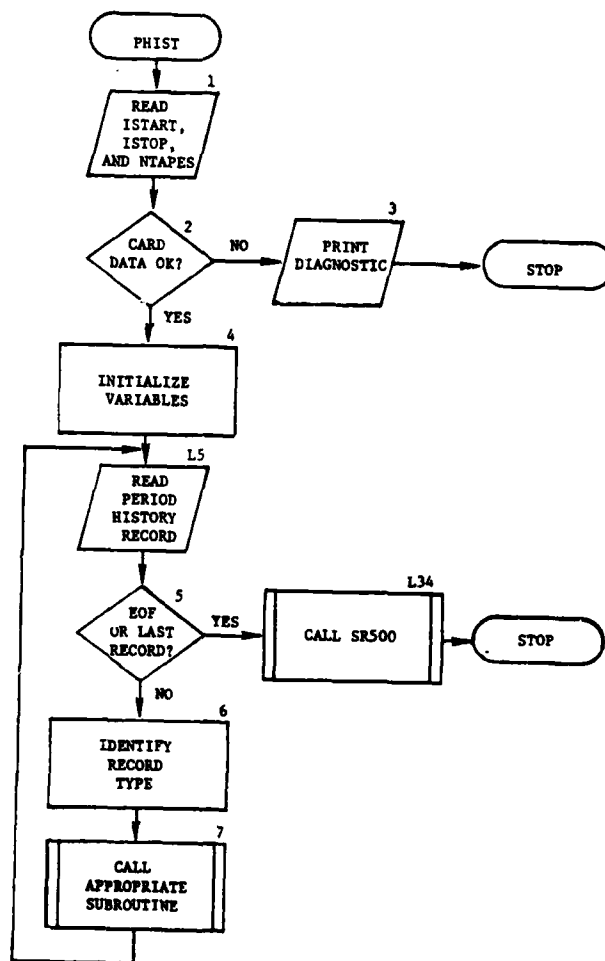 PHIST
1
READ
ISTART,
ISTOP,
AND NTAPES
2
CARD
DATA OK?
NO
3
PRINT
DIAGNOSTIC
STOP
YES
4
INITIALIZE
VARIABLES
L5
READ
PERIOD
HISTORY
RECORD
5
EOF
OR LAST
RECORD?
YES
L34
CALL SR500
STOP
NO
6
IDENTIFY
RECORD
TYPE
7
CALL
APPROPRIATE
SUBROUTINE